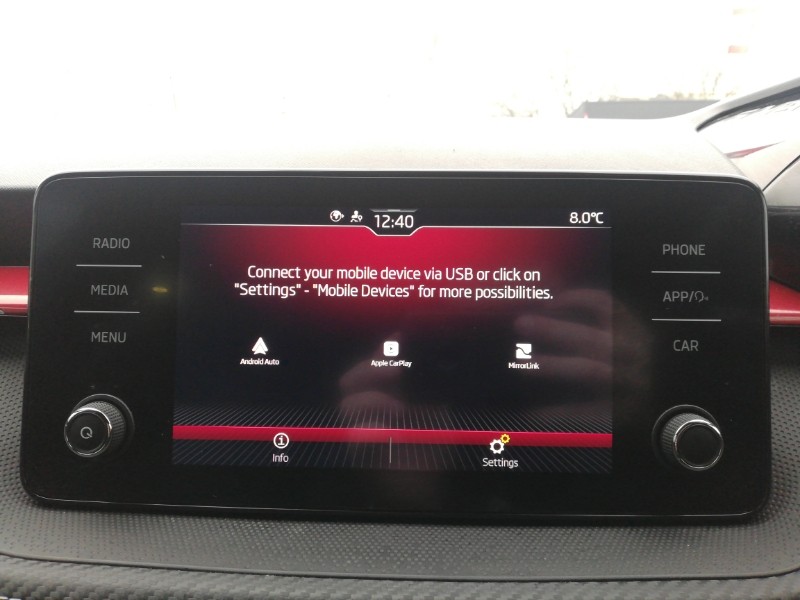 12:40
8.0°C
RADIO
MEDIA
MENU
PHONE
APP/
CAR
Connect your mobile device via USB or click on
"Settings" - "Mobile Devices" for more possibilities.
Android Auto
Apple CarPlay
MirrorLink
Info
Settings